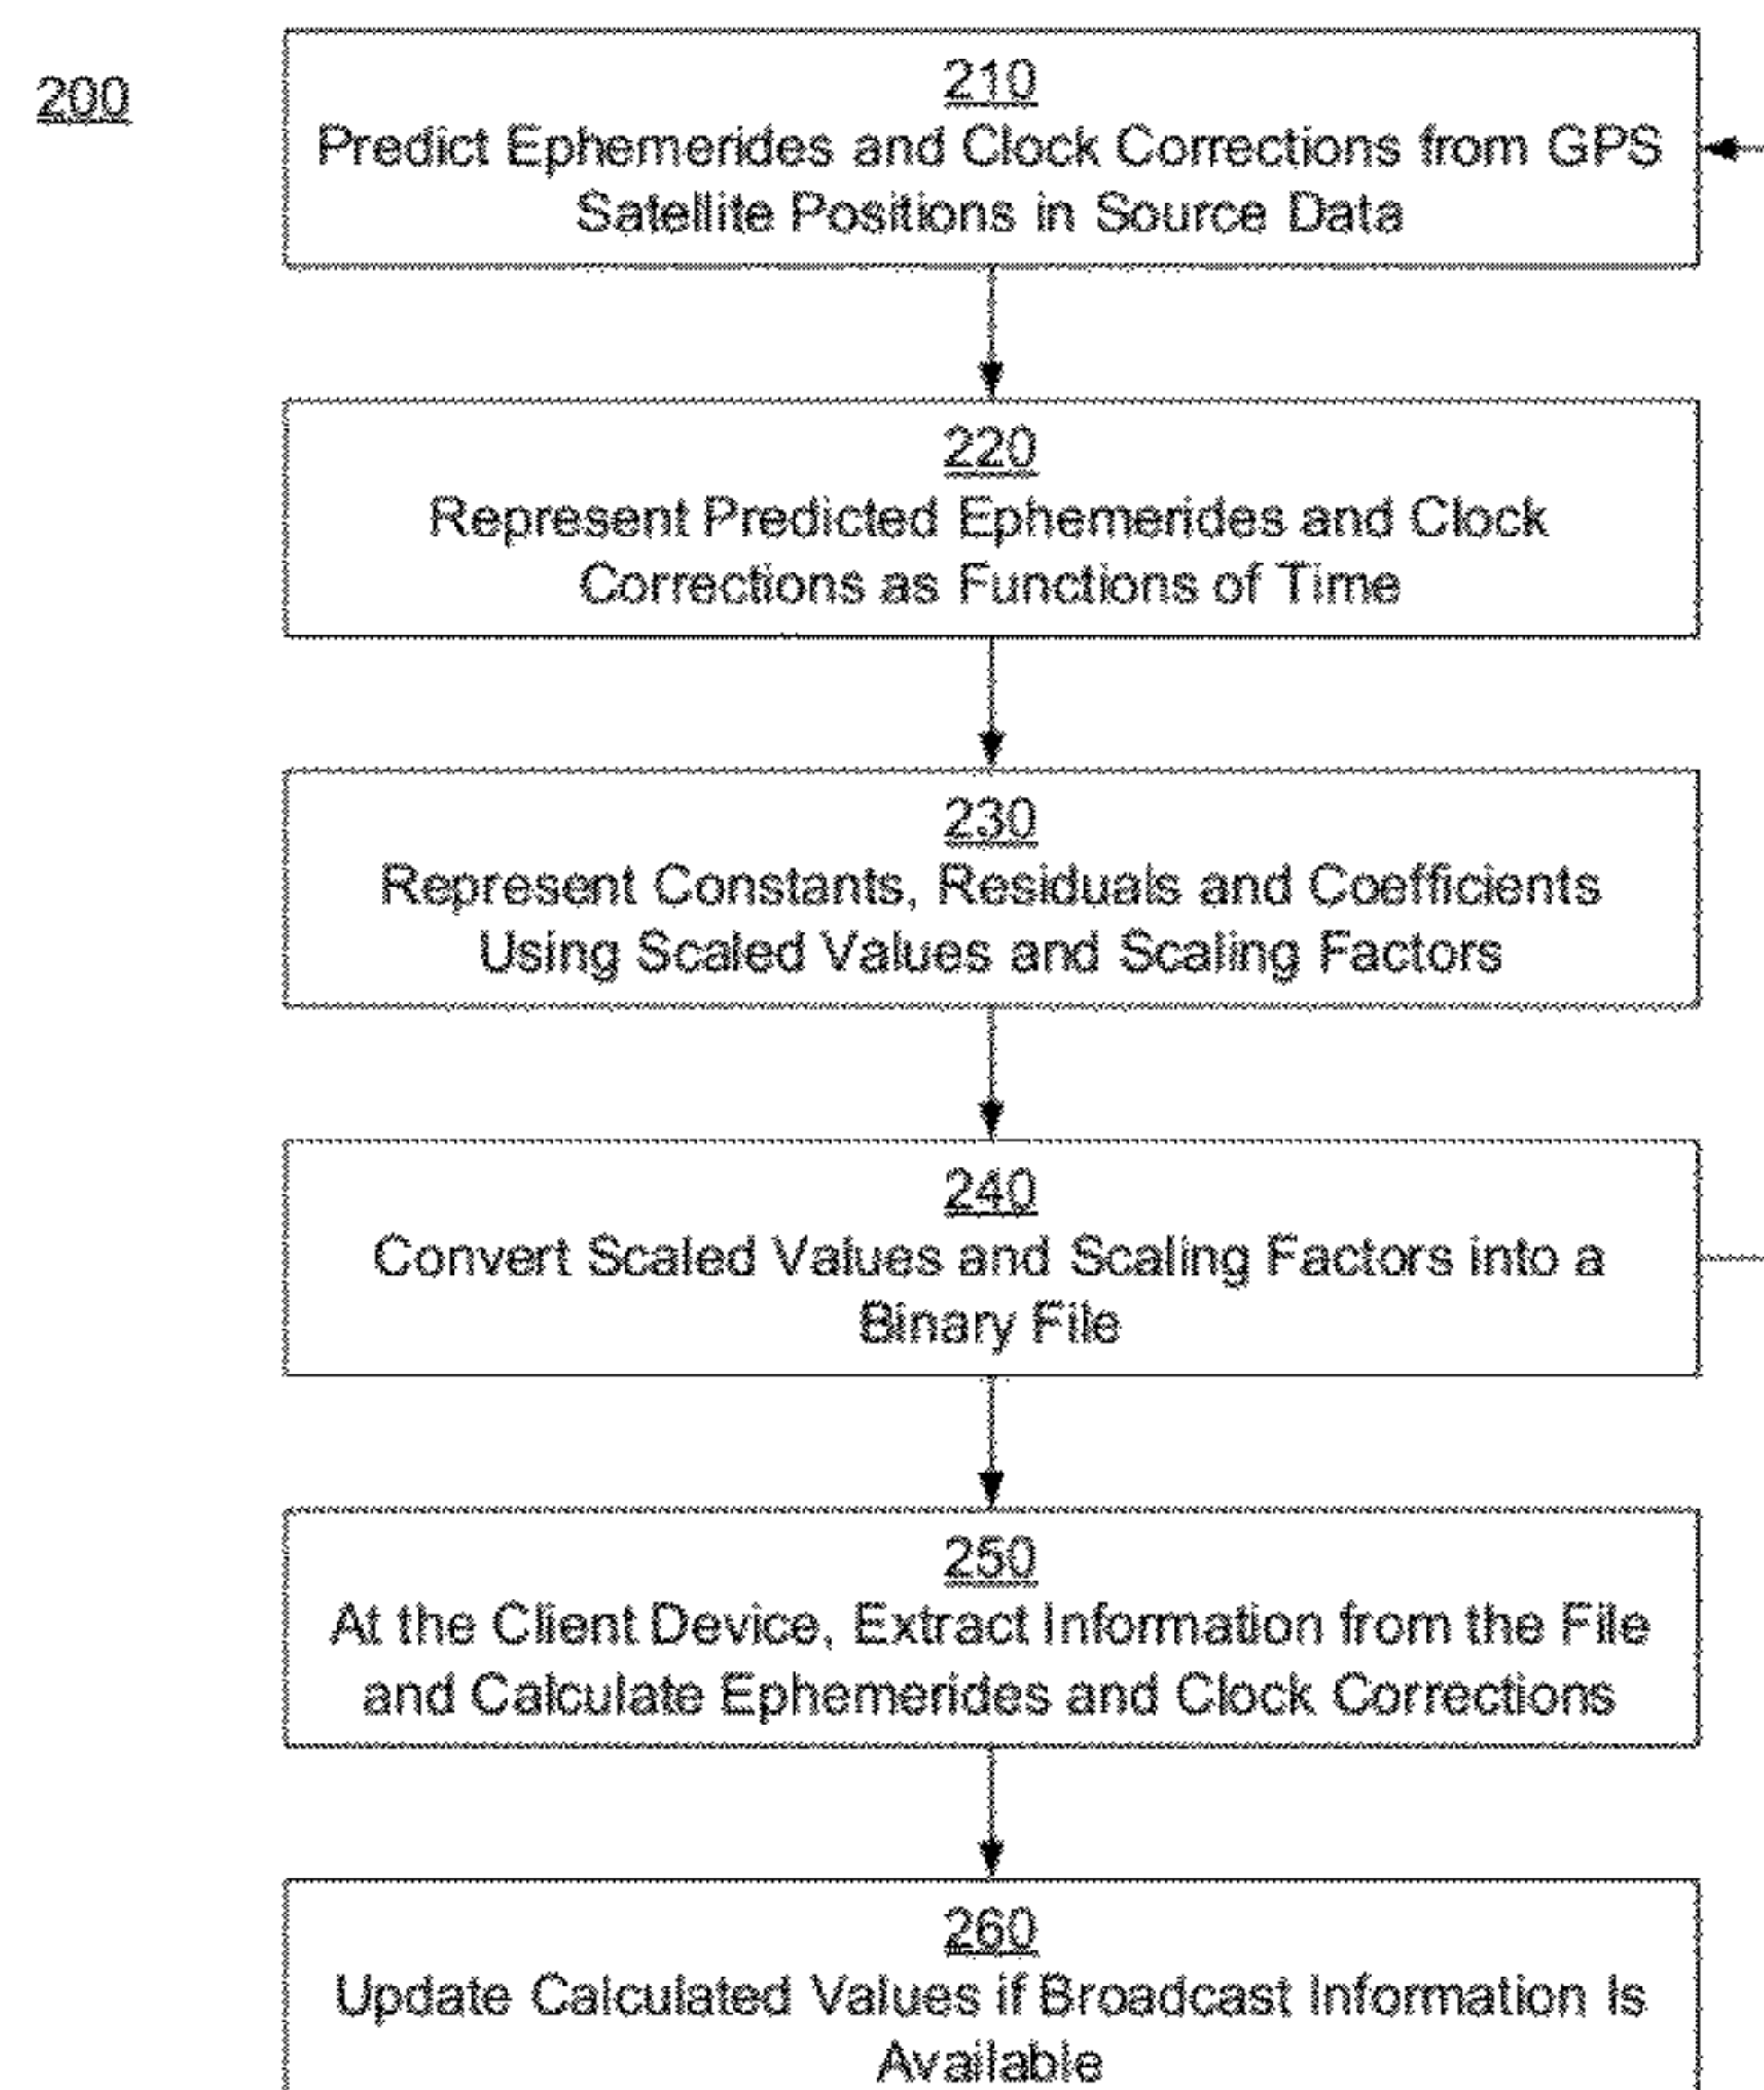 200
210
Predict Ephemerides and Clock Corrections from GPS
Satellite Positions in Source Data
220
Represent Predicted Ephemerides and Clock
Corrections as Functions of Time
230
Represent Constants, Residuals and Coefficients
Using Scaled Values and Scaling Factors
240
Convert Scaled Values and Scaling Factors into a
Binary File
250
At the Client Device, Extract Information from the File
and Calculate Ephemerides and Clock Corrections
260
Update Calculated Values if Broadcast Information Is
Available